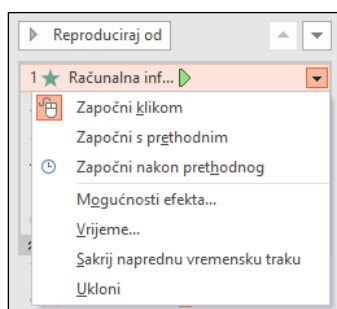 Reproduciraj od
1 Računalna inf...
Započni klikom
Započni s prethodnim
Započni nakon prethodnog
Mogućnosti efekta...
Vrijeme...
Sakrij naprednu vremensku traku
Ukloni